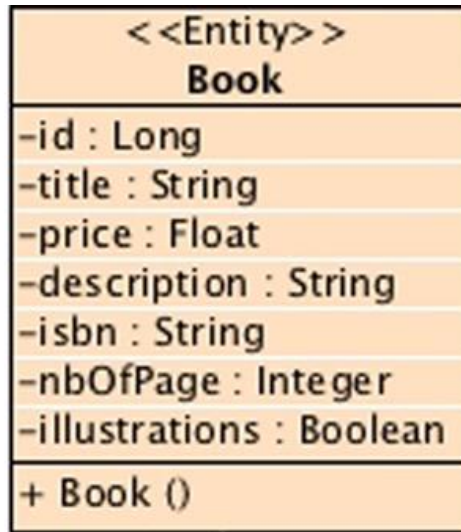 <<Entity>>
Book
-id : Long
-title : String
-price : Float
-description : String
-isbn : String
-nbOfPage : Integer
-illustrations : Boolean
+ Book ()